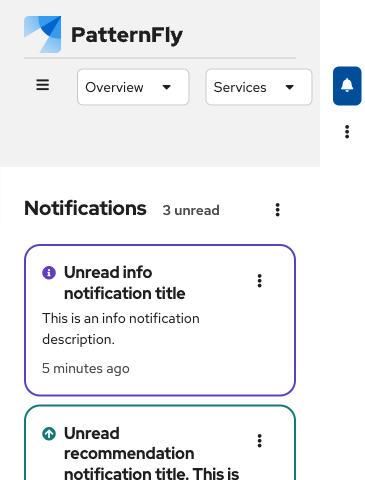 PatternFly
Overview
Services
Notifications
3 unread
Unread info
notification title
This is an info notification
description.
5 minutes ago
Unread
recommendation
notification title. This is